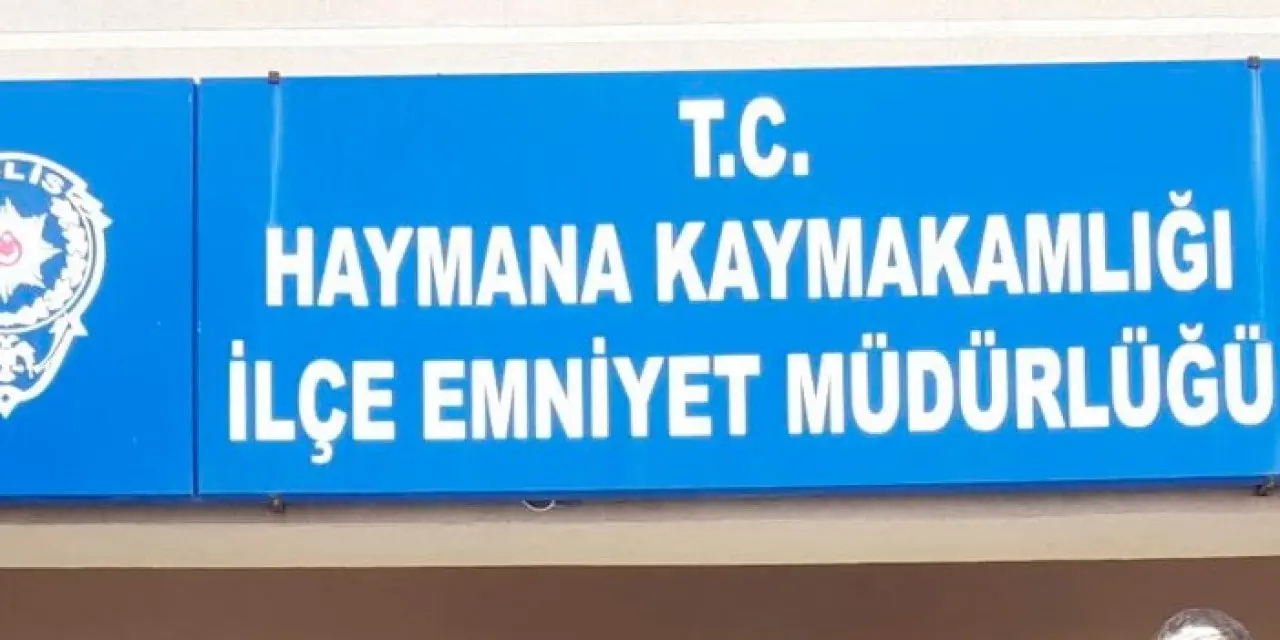 T.C.
HAYMANA KAYMAKAMLIĞI
İLÇE EMNİYET MÜDÜRLÜĞÜ